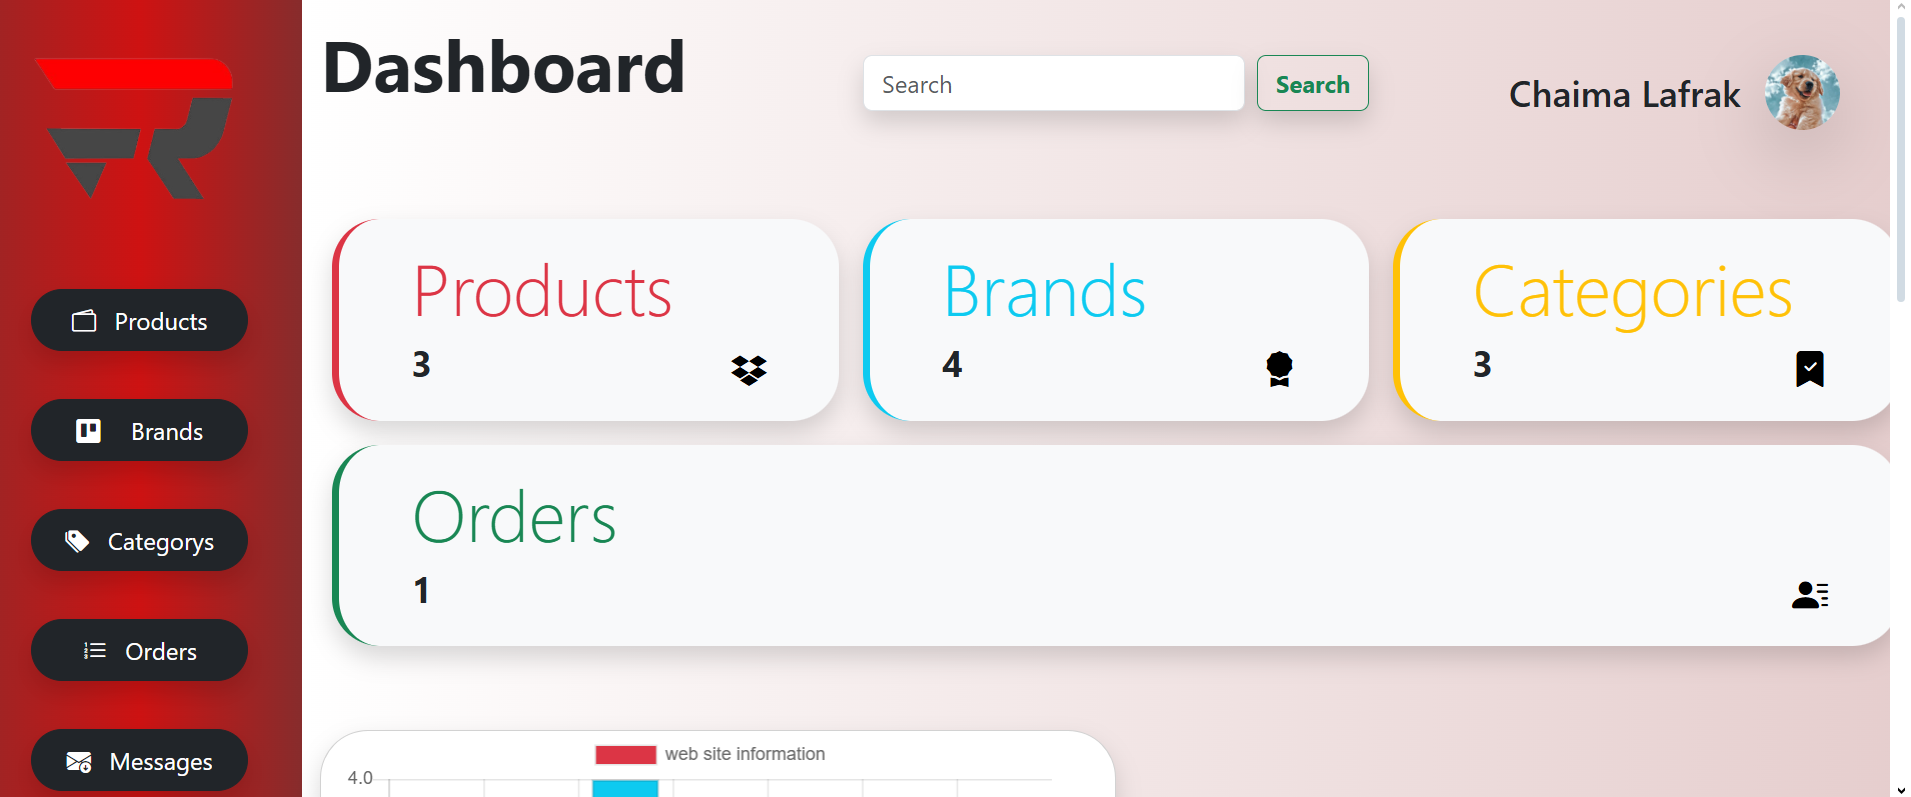 Dashboard
Search
Search
Chaima Lafrak
Products
Brands
Categorys
Orders
Messages
Products
3
Brands
4
Categories
3
Orders
1
web site information
4.0